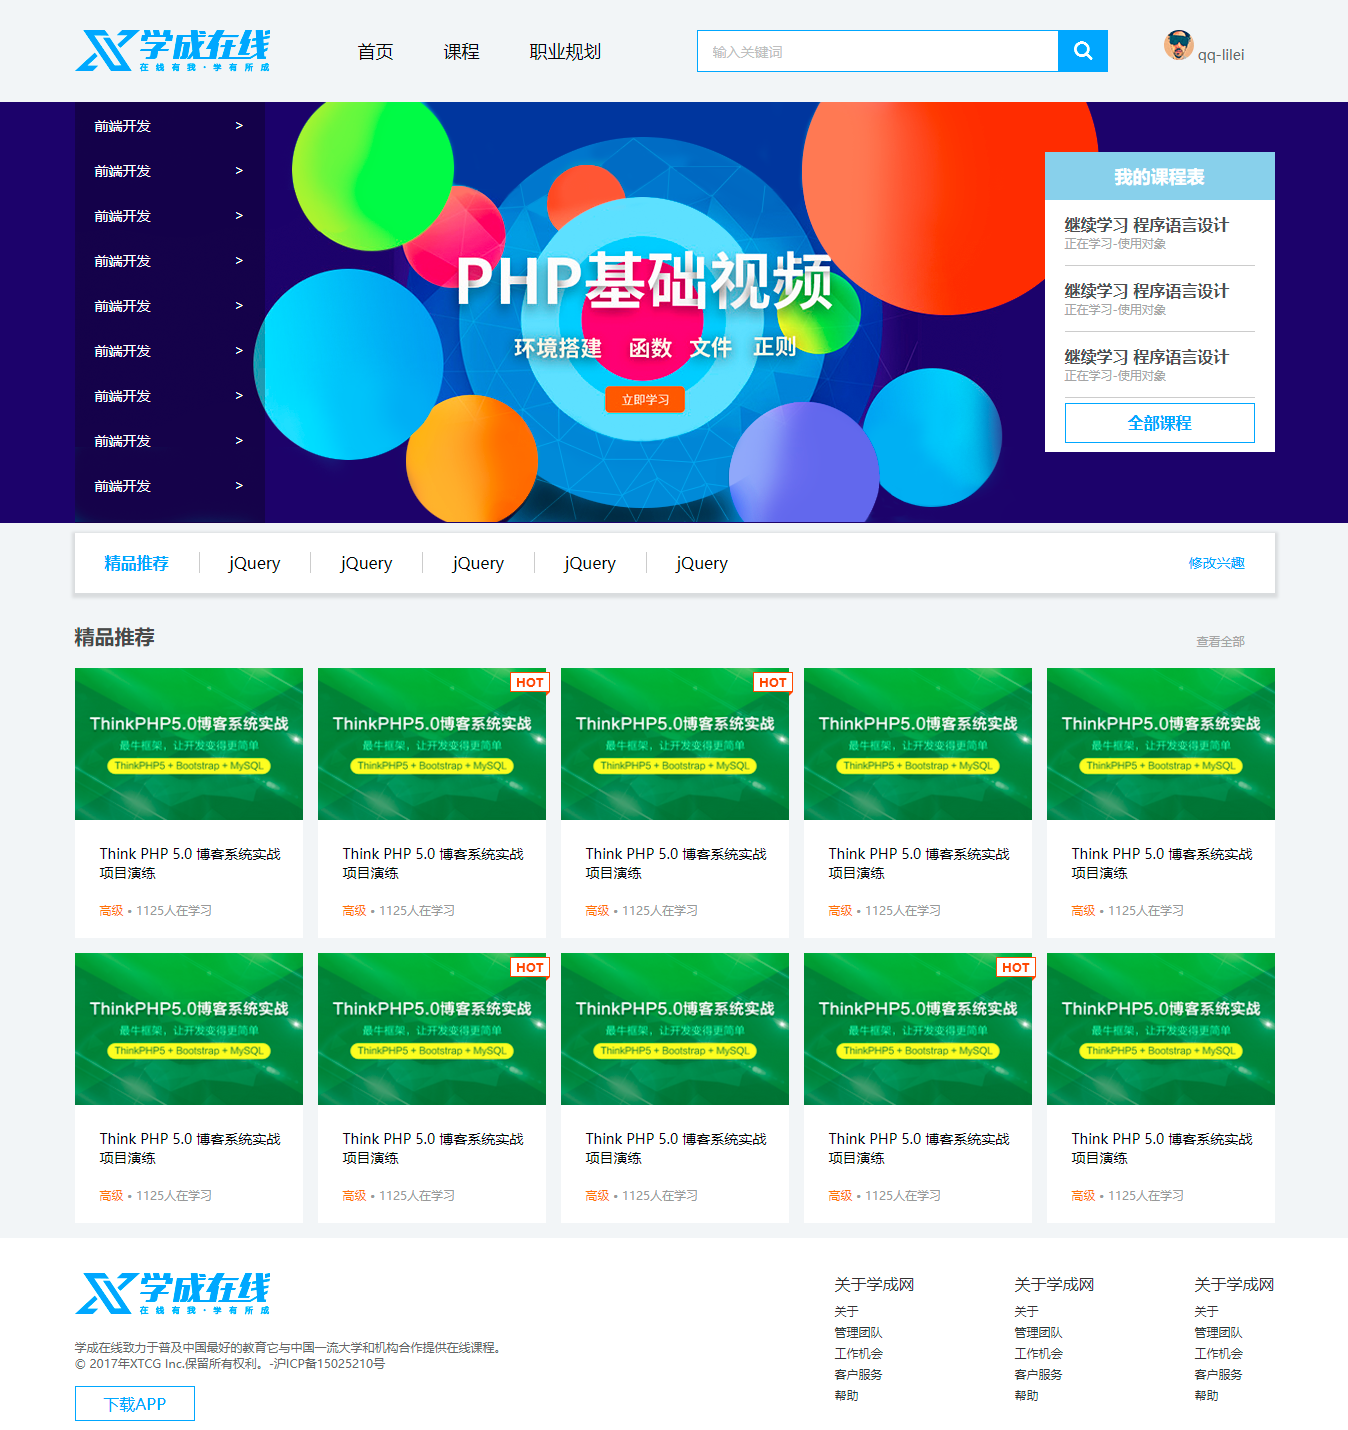 学成在线
在线有我·学有所成
首页 课程 职业规划
输入关键词
qq-lilei
前端开发 >
前端开发 >
前端开发 >
前端开发 >
前端开发 >
前端开发 >
前端开发 >
前端开发 >
前端开发 >
PHP基础视频
环境搭建 函数 文件 正则
立即学习
我的课程表
继续学习 程序语言设计
正在学习-使用对象
继续学习 程序语言设计
正在学习-使用对象
继续学习 程序语言设计
正在学习-使用对象
全部课程
精品推荐 jQuery jQuery jQuery jQuery jQuery 修改兴趣
精品推荐 查看全部
ThinkPHP5.0博客系统实战
最牛框架，让开发变得更简单
ThinkPHP5 + Bootstrap + MySQL
Think PHP 5.0 博客系统实战
项目演练
高级 • 1125人在学习
HOT
ThinkPHP5.0博客系统实战
最牛框架，让开发变得更简单
ThinkPHP5 + Bootstrap + MySQL
Think PHP 5.0 博客系统实战
项目演练
高级 • 1125人在学习
HOT
ThinkPHP5.0博客系统实战
最牛框架，让开发变得更简单
ThinkPHP5 + Bootstrap + MySQL
Think PHP 5.0 博客系统实战
项目演练
高级 • 1125人在学习
ThinkPHP5.0博客系统实战
最牛框架，让开发变得更简单
ThinkPHP5 + Bootstrap + MySQL
Think PHP 5.0 博客系统实战
项目演练
高级 • 1125人在学习
ThinkPHP5.0博客系统实战
最牛框架，让开发变得更简单
ThinkPHP5 + Bootstrap + MySQL
Think PHP 5.0 博客系统实战
项目演练
高级 • 1125人在学习
ThinkPHP5.0博客系统实战
最牛框架，让开发变得更简单
ThinkPHP5 + Bootstrap + MySQL
Think PHP 5.0 博客系统实战
项目演练
高级 • 1125人在学习
HOT
ThinkPHP5.0博客系统实战
最牛框架，让开发变得更简单
ThinkPHP5 + Bootstrap + MySQL
Think PHP 5.0 博客系统实战
项目演练
高级 • 1125人在学习
ThinkPHP5.0博客系统实战
最牛框架，让开发变得更简单
ThinkPHP5 + Bootstrap + MySQL
Think PHP 5.0 博客系统实战
项目演练
高级 • 1125人在学习
HOT
ThinkPHP5.0博客系统实战
最牛框架，让开发变得更简单
ThinkPHP5 + Bootstrap + MySQL
Think PHP 5.0 博客系统实战
项目演练
高级 • 1125人在学习
ThinkPHP5.0博客系统实战
最牛框架，让开发变得更简单
ThinkPHP5 + Bootstrap + MySQL
Think PHP 5.0 博客系统实战
项目演练
高级 • 1125人在学习
学成在线
在线有我·学有所成
学成在线致力于普及中国最好的教育它与中国一流大学和机构合作提供在线课程。
© 2017年XTCG Inc.保留所有权利。-沪ICP备15025210号
下载APP
关于学成网
关于
管理团队
工作机会
客户服务
帮助
关于学成网
关于
管理团队
工作机会
客户服务
帮助
关于学成网
关于
管理团队
工作机会
客户服务
帮助